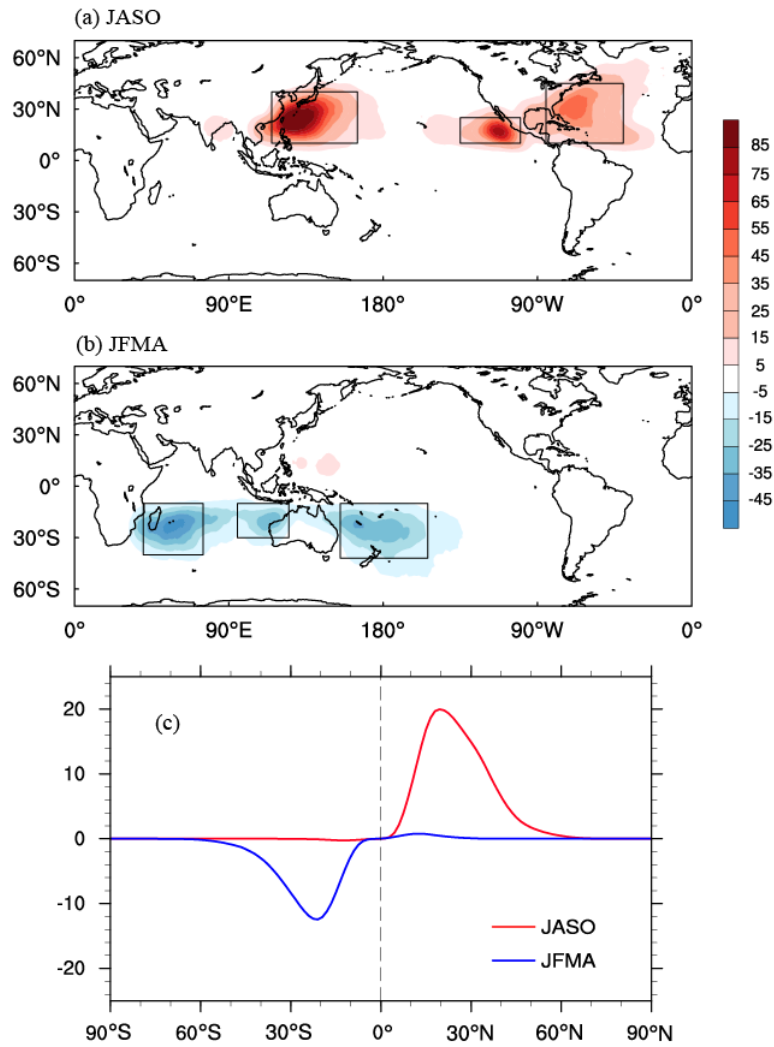 (a) JASO
60°N
30°N
0°
30°S
60°S
0° 90°E 180° 90°W 0°
(b) JFMA
60°N
30°N
0°
30°S
60°S
0° 90°E 180° 90°W 0°
85
75
65
55
45
35
25
15
5
-5
-15
-25
-35
-45
(c)
20
10
0
-10
-20
JASO
JFMA
90°S 60°S 30°S 0° 30°N 60°N 90°N